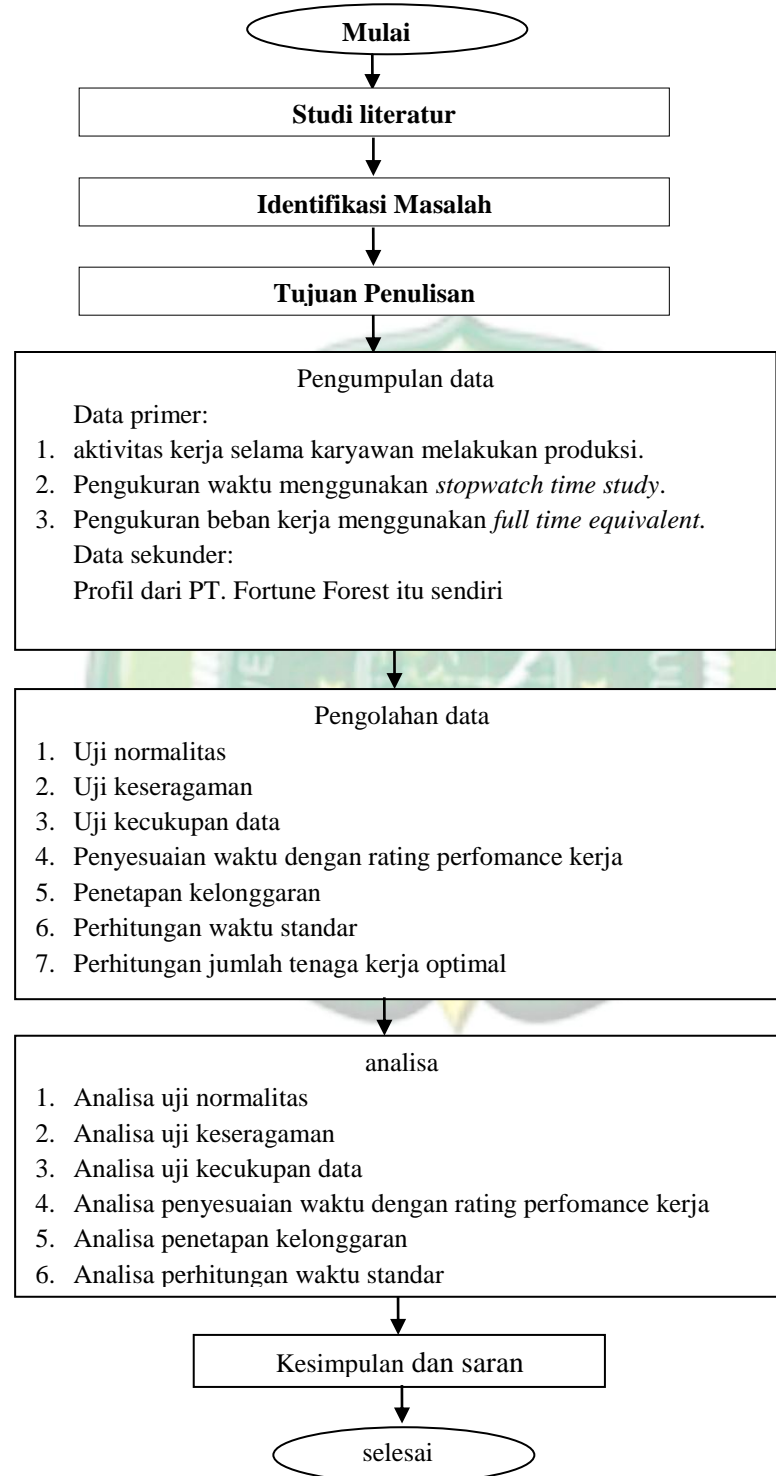 Mulai
Studi literatur
Identifikasi Masalah
Tujuan Penulisan
Pengumpulan data
Data primer:
1. aktivitas kerja selama karyawan melakukan produksi.
2. Pengukuran waktu menggunakan stopwatch time study.
3. Pengukuran beban kerja menggunakan full time equivalent.
Data sekunder:
Profil dari PT. Fortune Forest itu sendiri
Pengolahan data
1. Uji normalitas
2. Uji keseragaman
3. Uji kecukupan data
4. Penyesuaian waktu dengan rating perfomance kerja
5. Penetapan kelonggaran
6. Perhitungan waktu standar
7. Perhitungan jumlah tenaga kerja optimal
analisa
1. Analisa uji normalitas
2. Analisa uji keseragaman
3. Analisa uji kecukupan data
4. Analisa penyesuaian waktu dengan rating perfomance kerja
5. Analisa penetapan kelonggaran
6. Analisa perhitungan waktu standar
Kesimpulan dan saran
selesai